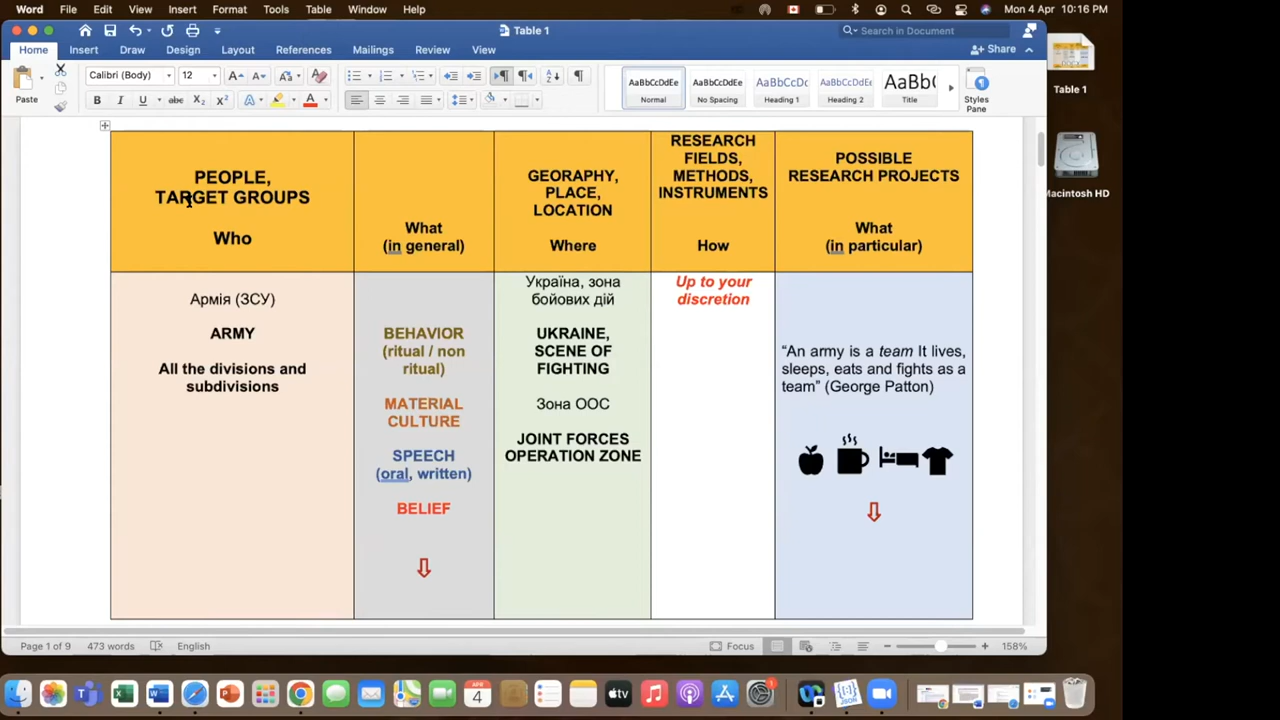 Word File Edit View Insert Format Tools Table Window Help
Mon 4 Apr 10:16 PM
Table 1
Search in Document
Home Insert Draw Design Layout References Mailings Review View
Share
Paste
Calibri (Body) 12
AaBbCcDdEe AaBbCcDdEe AaBbCcDc AaBbCcDdEe AaBb(
Normal No Spacing Heading 1 Heading 2 Title
Styles
Pane
Table 1
Macintosh HD
PEOPLE,
TARGET GROUPS
Who
What
(in general)
GEORAPHY,
PLACE,
LOCATION
Where
RESEARCH
FIELDS,
METHODS,
INSTRUMENTS
How
POSSIBLE
RESEARCH PROJECTS
What
(in particular)
Армія (ЗСУ)
ARMY
All the divisions and
subdivisions
BEHAVIOR
(ritual / non
ritual)
MATERIAL
CULTURE
SPEECH
(oral, written)
BELIEF
Україна, зона
бойових дій
UKRAINE,
SCENE OF
FIGHTING
Зона ООС
JOINT FORCES
OPERATION ZONE
Up to your
discretion
“An army is a team It lives,
sleeps, eats and fights as a
team” (George Patton)
Page 1 of 9 473 words English
Focus
158%
APR
4
tv
JSON